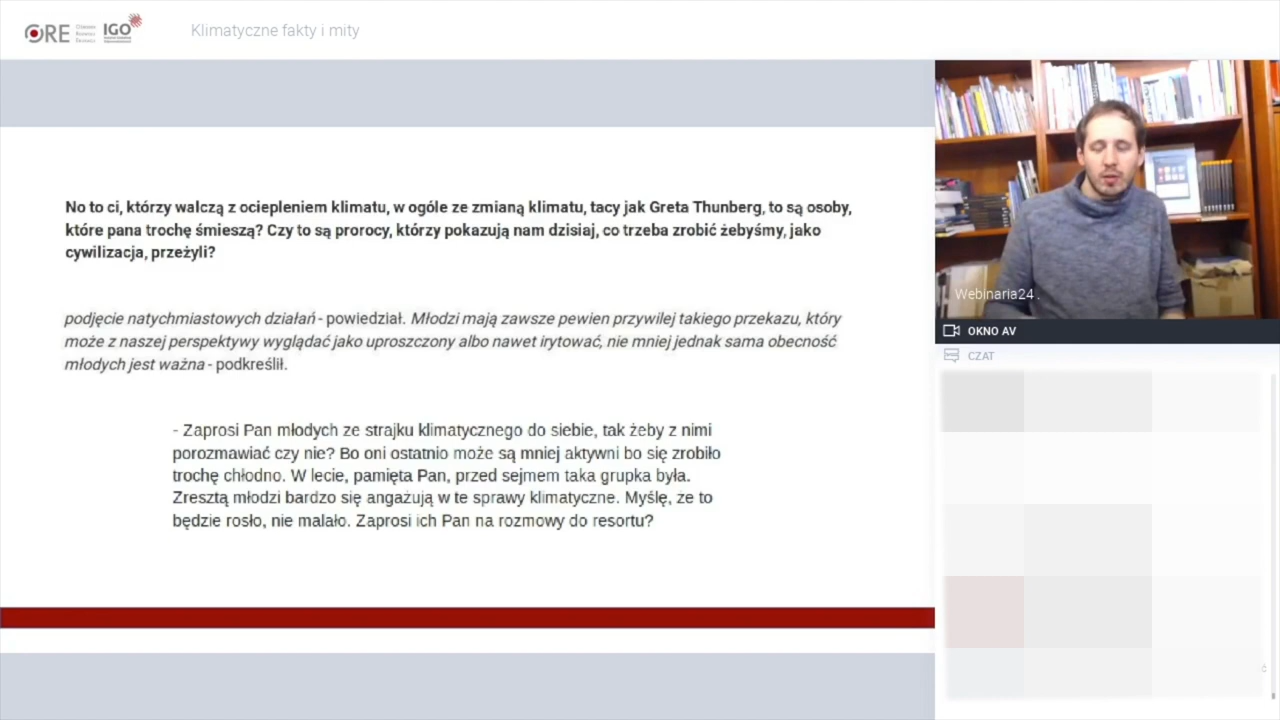 ORE
IGO
Klimatyczne fakty i mity
No to ci, którzy walczą z ociepleniem klimatu, w ogóle ze zmianą klimatu, tacy jak Greta Thunberg, to są osoby,
które pana trochę śmieszą? Czy to są prorocy, którzy pokazują nam dzisiaj, co trzeba zrobić żebyśmy, jako
cywilizacja, przeżyli?
podjęcie natychmiastowych działań - powiedział. Młodzi mają zawsze pewien przywilej takiego przekazu, który
może z naszej perspektywy wyglądać jako uproszczony albo nawet irytować, nie mniej jednak sama obecność
młodych jest ważna - podkreślił.
- Zaprosi Pan młodych ze strajku klimatycznego do siebie, tak żeby z nimi
porozmawiać czy nie? Bo oni ostatnio może są mniej aktywni bo się zrobiło
trochę chłodno. W lecie, pamięta Pan, przed sejmem taka grupka była.
Zresztą młodzi bardzo się angażują w te sprawy klimatyczne. Myślę, że to
będzie rosło, nie malało. Zaprosi ich Pan na rozmowy do resortu?
Webinaria24 .
OKNO AV
CZAT